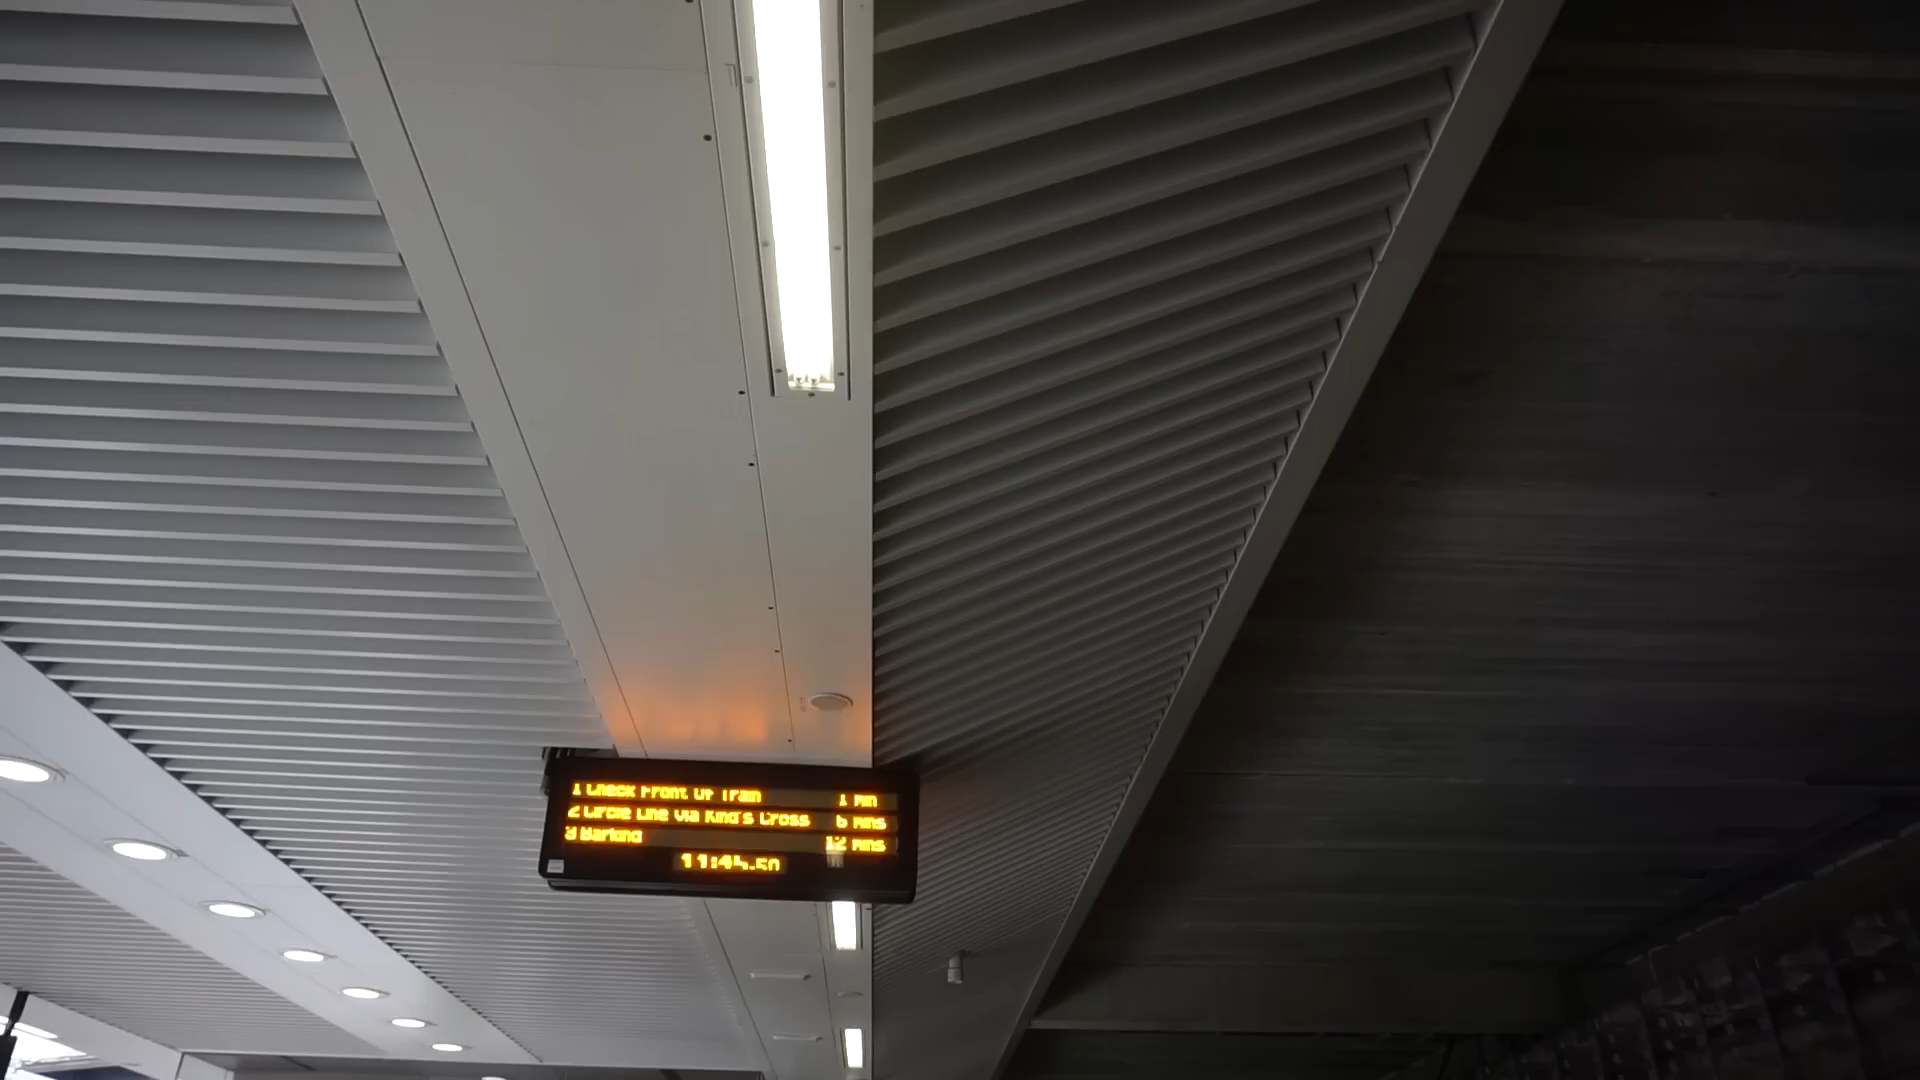 1 Check Front Of Train 1 min
2 Circle Line via King's Cross 6 mins
3 Barking 12 mins
11:45.50